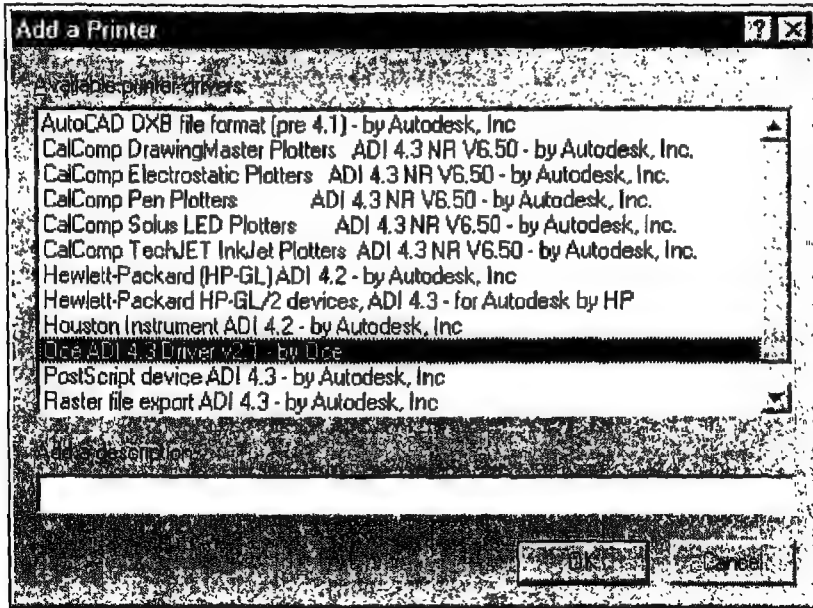 Add a Printer
Available printer drivers:
AutoCAD DXB file format (pre 4.1) - by Autodesk, Inc
CalComp DrawingMaster Plotters ADI 4.3 NR V6.50 - by Autodesk, Inc.
CalComp Electrostatic Plotters ADI 4.3 NR V6.50 - by Autodesk, Inc.
CalComp Pen Plotters ADI 4.3 NR V6.50 - by Autodesk, Inc.
CalComp Solus LED Plotters ADI 4.3 NR V6.50 - by Autodesk, Inc.
CalComp TechJET InkJet Plotters ADI 4.3 NR V6.50 - by Autodesk, Inc.
Hewlett-Packard (HP-GL) ADI 4.2 - by Autodesk, Inc
Hewlett-Packard HP-GL/2 devices, ADI 4.3 - for Autodesk by HP
Houston Instrument ADI 4.2 - by Autodesk, Inc
Oce ADI 4.3 Driver v2.1 - by Oce
PostScript device ADI 4.3 - by Autodesk, Inc
Raster file export ADI 4.3 - by Autodesk, Inc
Add a description:
OK
Cancel